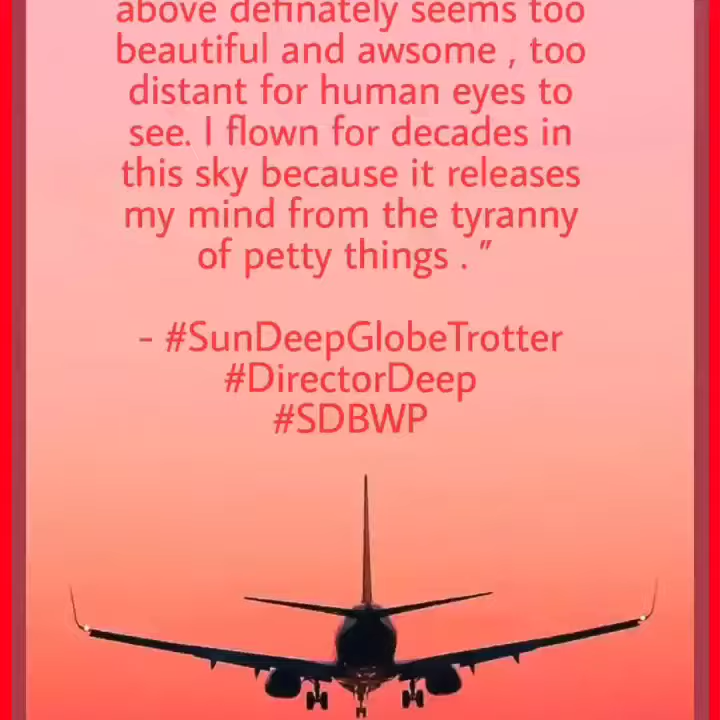 above definately seems too
beautiful and awsome , too
distant for human eyes to
see. I flown for decades in
this sky because it releases
my mind from the tyranny
of petty things . "
- #SunDeepGlobeTrotter
#DirectorDeep
#SDBWP